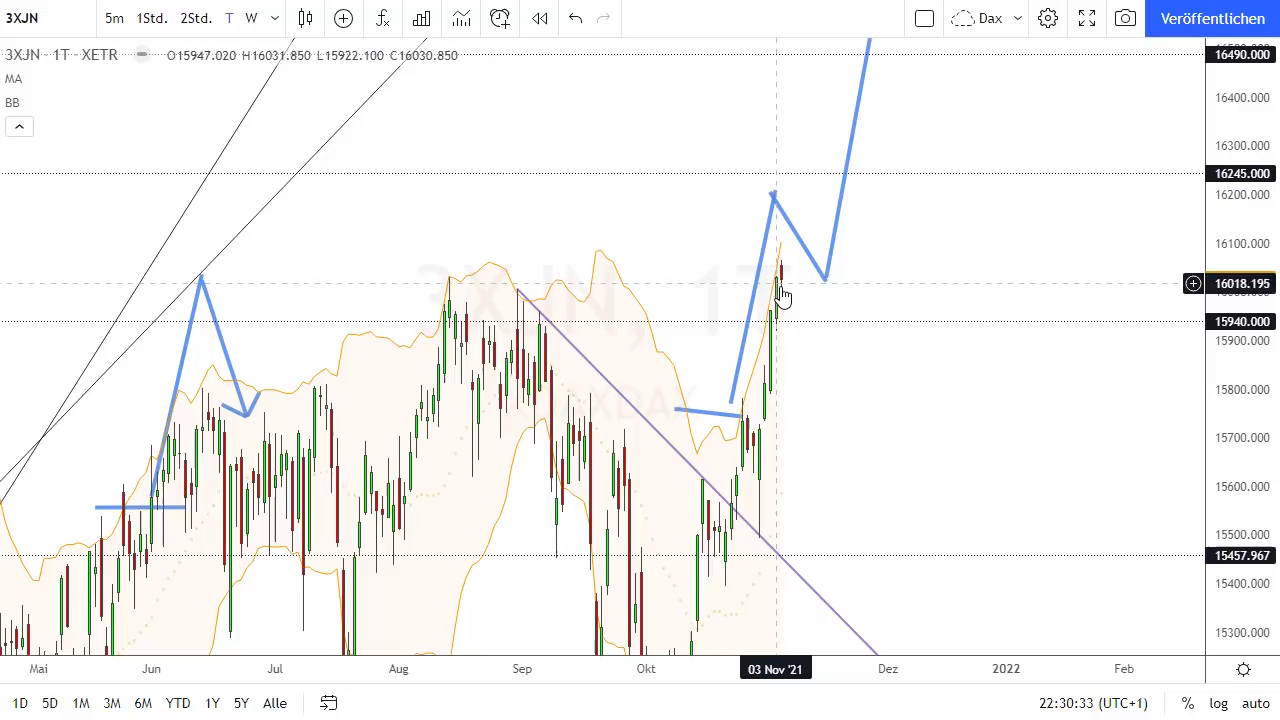 3XJN 5m 1Std. 2Std. T W Dax Veröffentlichen
3XJN · 1T · XETR O15947.020 H16031.850 L15922.100 C16030.850
MA
BB
16490.000
16400.000
16300.000
16245.000
16200.000
16100.000
16018.195
15940.000
15900.000
15800.000
15700.000
15600.000
15500.000
15457.967
15400.000
15300.000
3XJN, 1T
Mai Jun Jul Aug Sep Okt 03 Nov '21 Dez 2022 Feb
1D 5D 1M 3M 6M YTD 1Y 5Y Alle 22:30:33 (UTC+1) % log auto